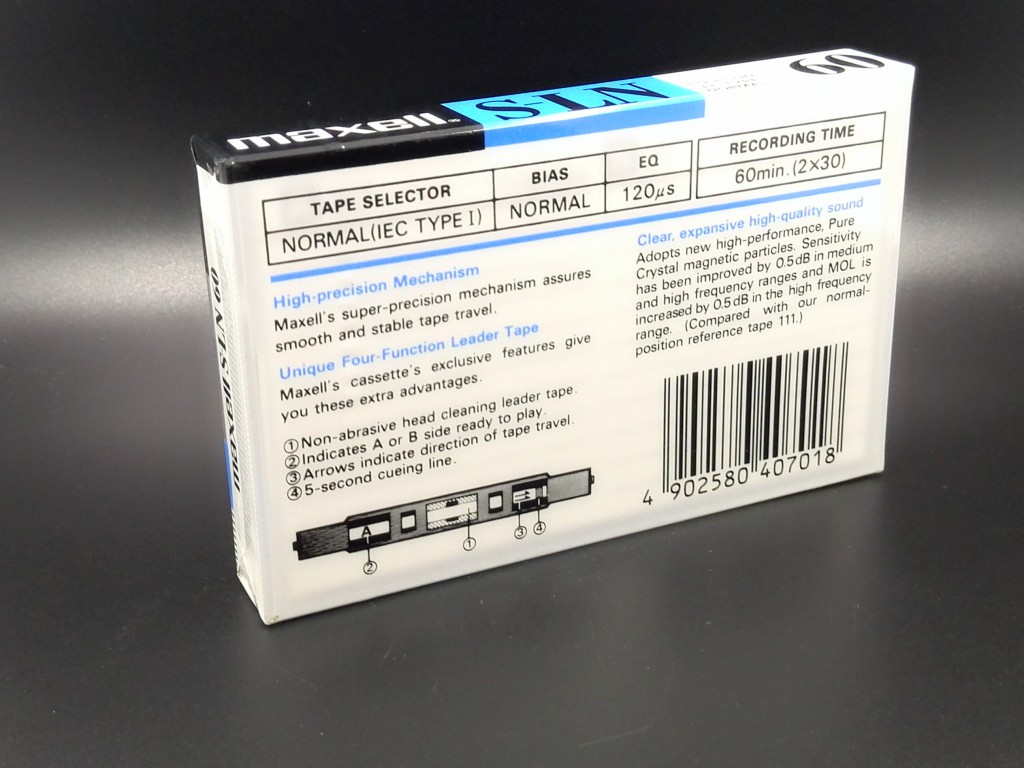 maxell™ S-LN 60
TAPE SELECTOR BIAS EQ RECORDING TIME
NORMAL(IEC TYPE I) NORMAL 120μs 60min.(2×30)
High-precision Mechanism
Maxell's super-precision mechanism assures
smooth and stable tape travel.
Unique Four-Function Leader Tape
Maxell's cassette's exclusive features give
you these extra advantages.
①Non-abrasive head cleaning leader tape.
②Indicates A or B side ready to play.
③Arrows indicate direction of tape travel.
④5-second cueing line.
A
① ② ③ ④
Clear, expansive high-quality sound
Adopts new high-performance, Pure
Crystal magnetic particles. Sensitivity
has been improved by 0.5dB in medium
and high frequency ranges and MOL is
increased by 0.5dB in the high frequency
range. (Compared with our normal-
position reference tape 111.)
4 902580 407018
maxell S-LN 60